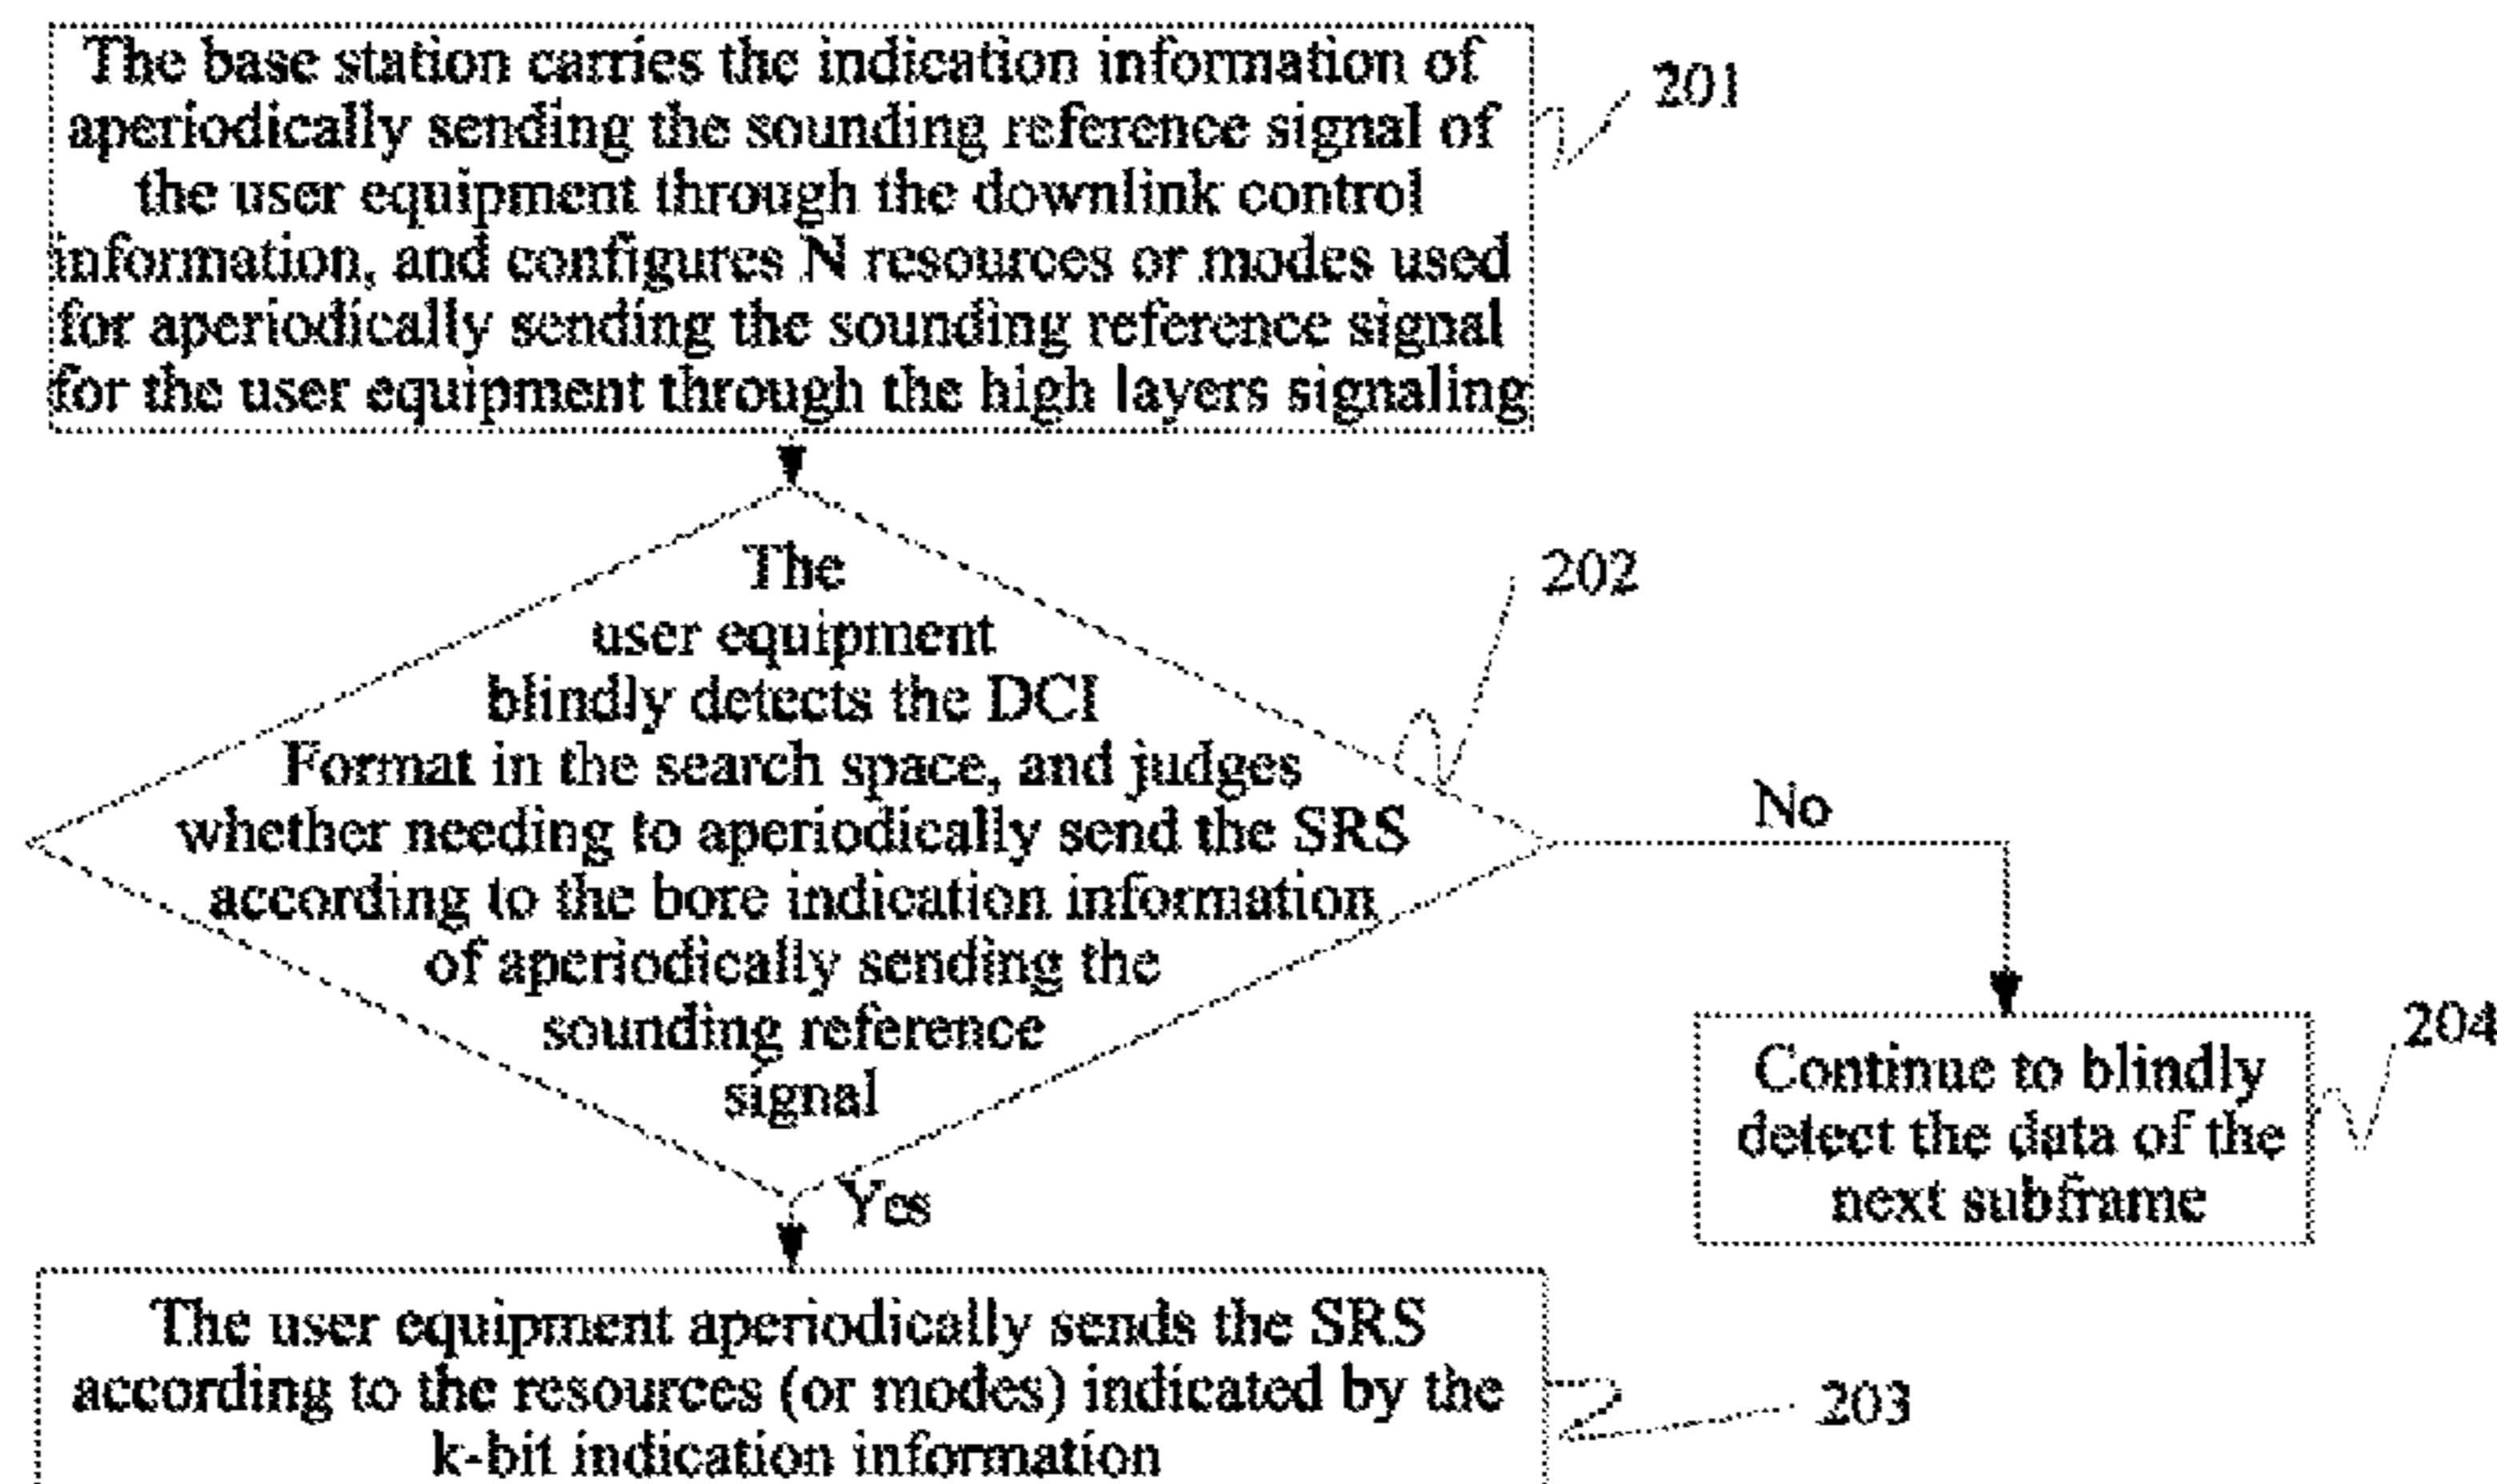 The base station carries the indication information of
aperiodically sending the sounding reference signal of
the user equipment through the downlink control
information, and configures N resources or modes used
for aperiodically sending the sounding reference signal
for the user equipment through the high layers signaling
201
The
user equipment
blindly detects the DCI
Format in the search space, and judges
whether needing to aperiodically send the SRS
according to the bore indication information
of aperiodically sending the
sounding reference
signal
202
No
Continue to blindly
detect the data of the
next subframe
204
Yes
The user equipment aperiodically sends the SRS
according to the resources (or modes) indicated by the
k-bit indication information
203